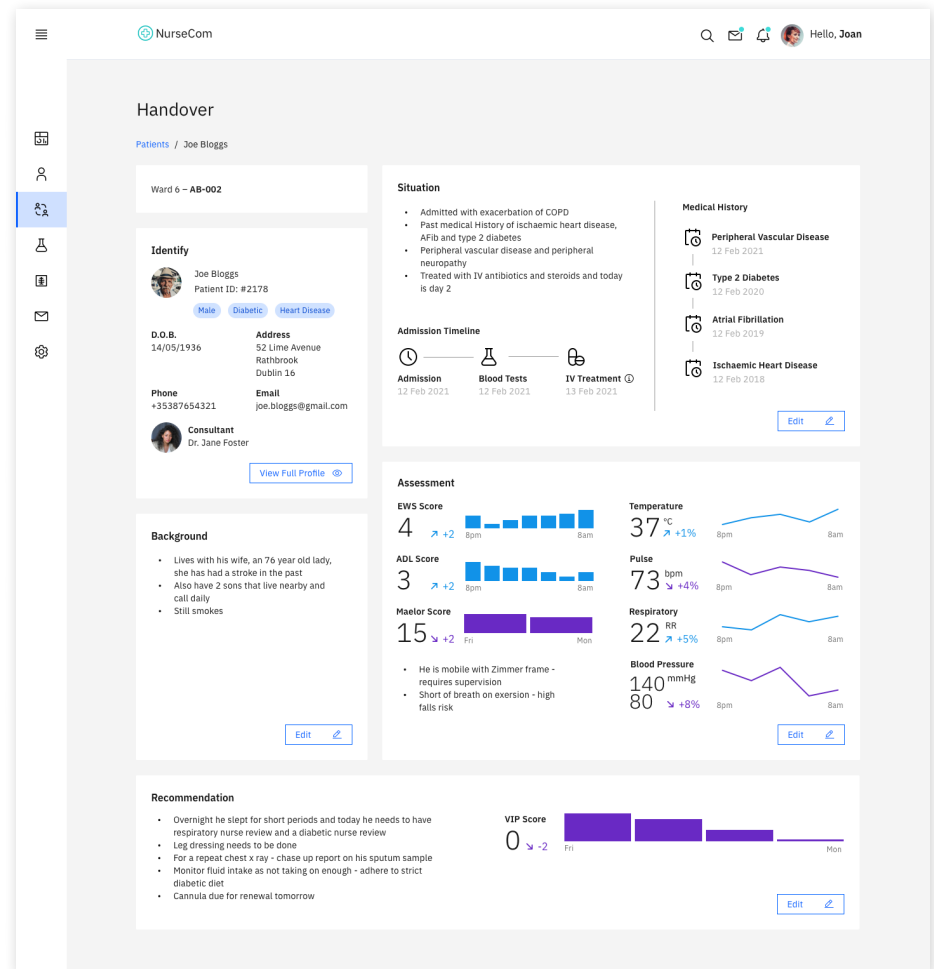 NurseCom
Hello, Joan
Handover
Patients / Joe Bloggs
Ward 6 – AB-002
Identify
Joe Bloggs
Patient ID: #2178
Male Diabetic Heart Disease
D.O.B.
14/05/1936
Address
52 Lime Avenue
Rathbrook
Dublin 16
Phone
+35387654321
Email
joe.bloggs@gmail.com
Consultant
Dr. Jane Foster
View Full Profile
Situation
• Admitted with exacerbation of COPD
• Past medical History of ischaemic heart disease,
AFib and type 2 diabetes
• Peripheral vascular disease and peripheral
neuropathy
• Treated with IV antibiotics and steroids and today
is day 2
Admission Timeline
Admission
12 Feb 2021
Blood Tests
12 Feb 2021
IV Treatment
13 Feb 2021
Medical History
Peripheral Vascular Disease
12 Feb 2021
Type 2 Diabetes
12 Feb 2020
Atrial Fibrillation
12 Feb 2019
Ischaemic Heart Disease
12 Feb 2018
Edit
Background
• Lives with his wife, an 76 year old lady,
she has had a stroke in the past
• Also have 2 sons that live nearby and
call daily
• Still smokes
Edit
Assessment
EWS Score
4 +2
8pm 8am
ADL Score
3 +2
8pm 8am
Maelor Score
15 +2
Fri Mon
• He is mobile with Zimmer frame -
requires supervision
• Short of breath on exersion - high
falls risk
Temperature
37 °C +1%
8pm 8am
Pulse
73 bpm +4%
8pm 8am
Respiratory
22 RR +5%
8pm 8am
Blood Pressure
140 mmHg
80 +8%
8pm 8am
Edit
Recommendation
• Overnight he slept for short periods and today he needs to have
respiratory nurse review and a diabetic nurse review
• Leg dressing needs to be done
• For a repeat chest x ray - chase up report on his sputum sample
• Monitor fluid intake as not taking on enough - adhere to strict
diabetic diet
• Cannula due for renewal tomorrow
VIP Score
0 -2
Fri Mon
Edit